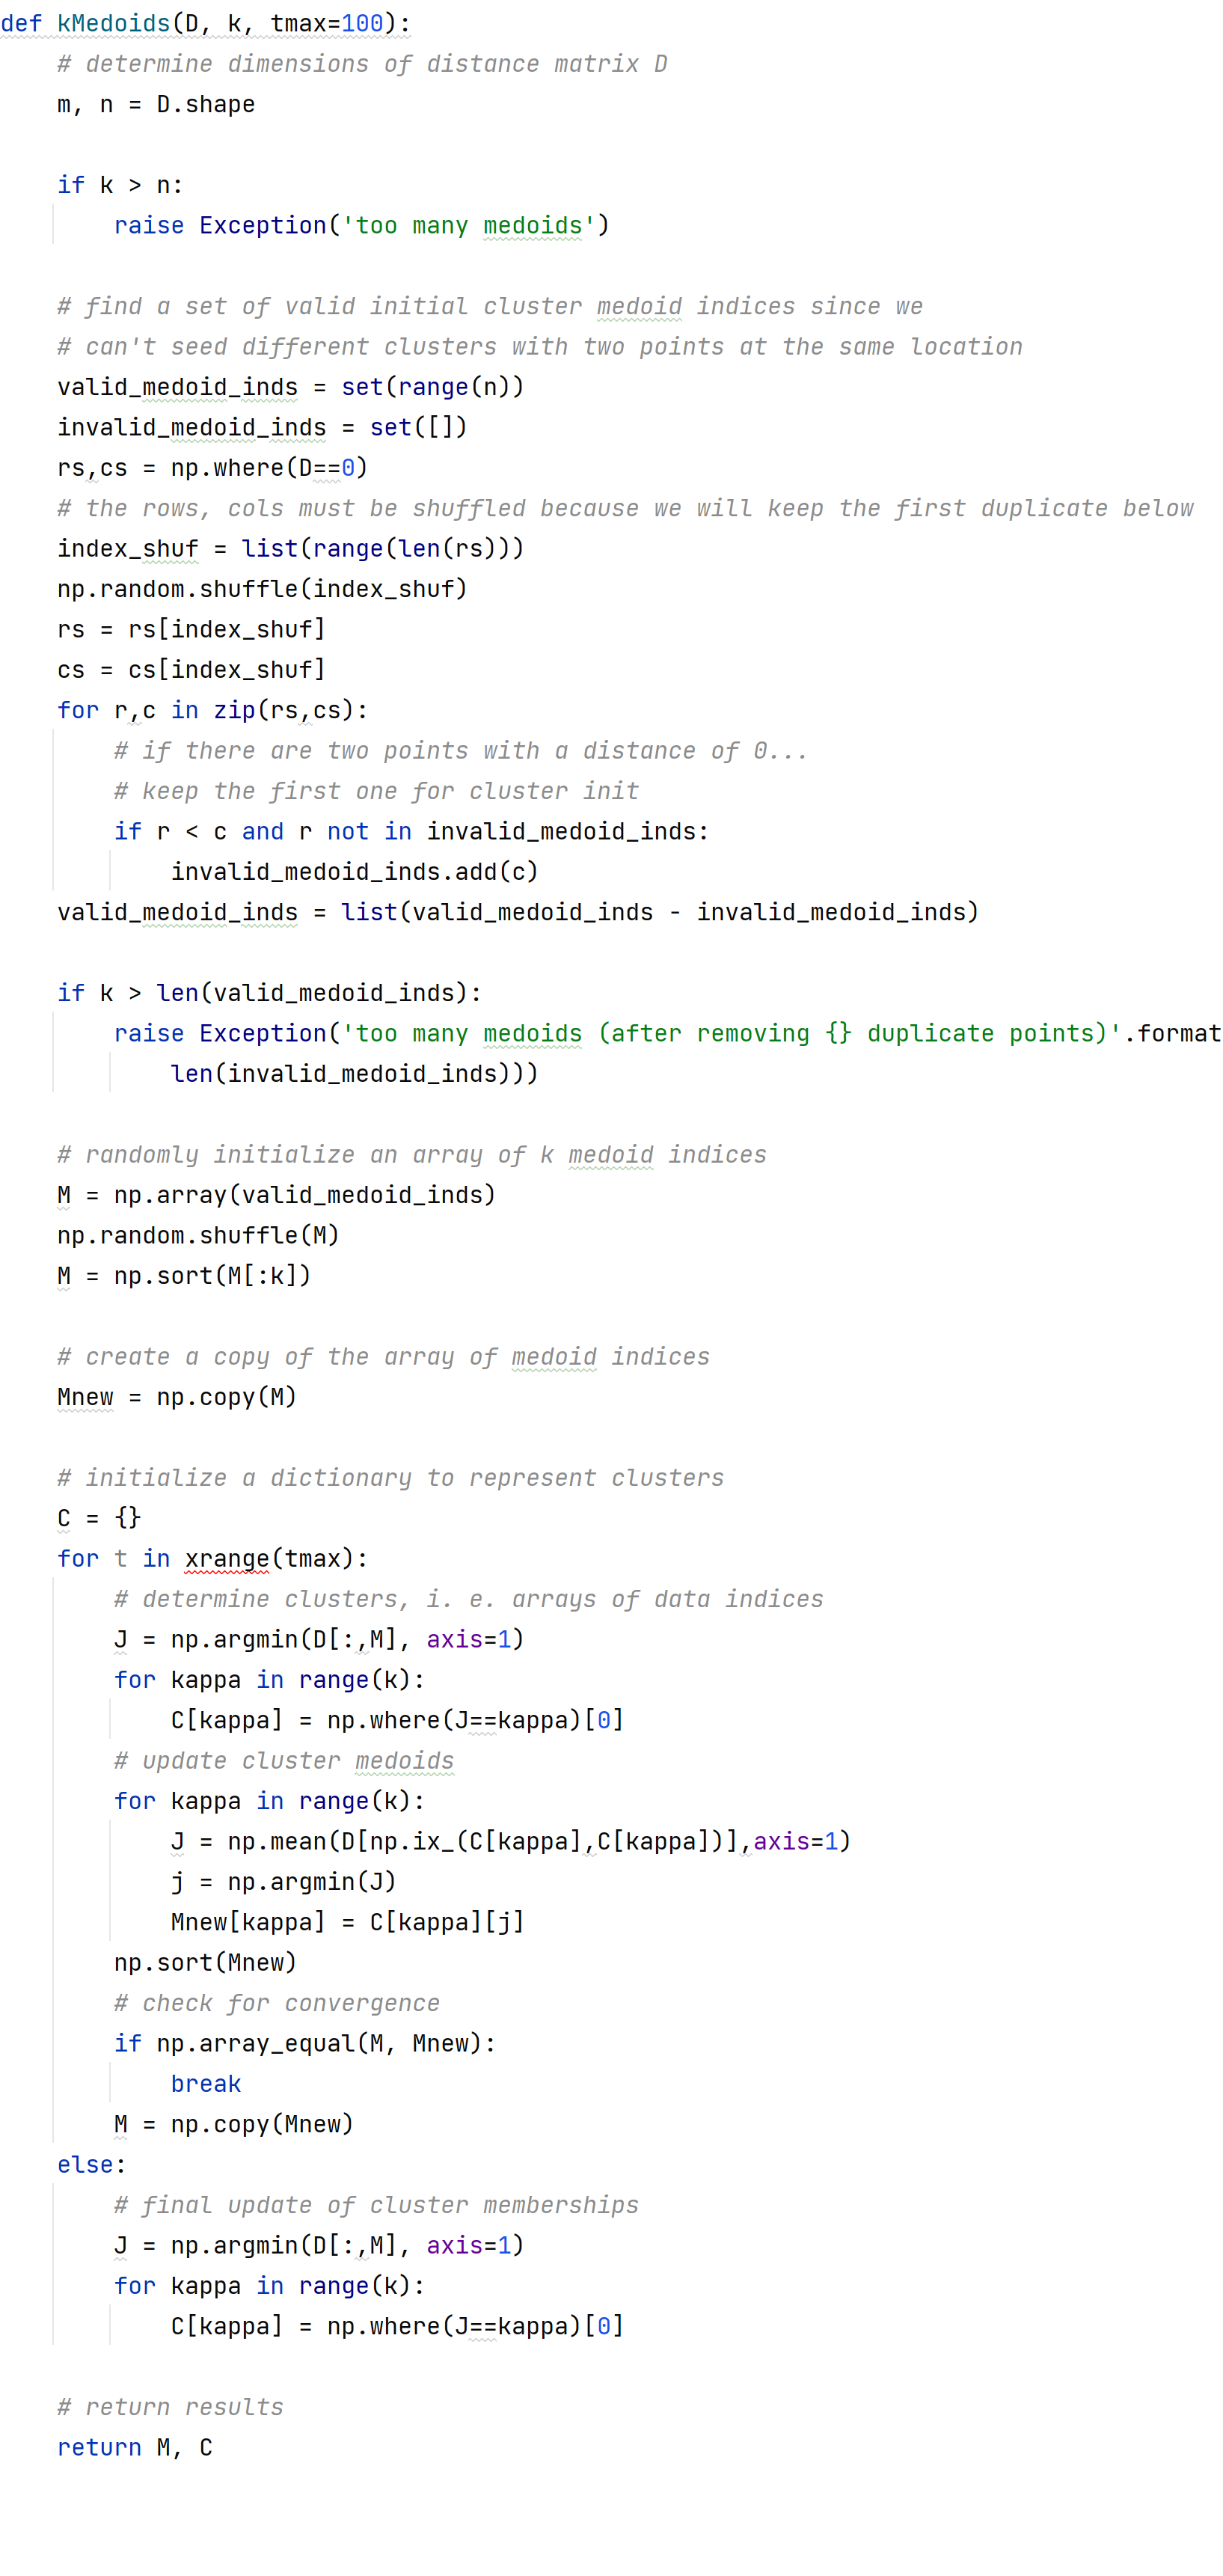 def kMedoids(D, k, tmax=100):
    # determine dimensions of distance matrix D
    m, n = D.shape

    if k > n:
        raise Exception('too many medoids')

    # find a set of valid initial cluster medoid indices since we
    # can't seed different clusters with two points at the same location
    valid_medoid_inds = set(range(n))
    invalid_medoid_inds = set([])
    rs,cs = np.where(D==0)
    # the rows, cols must be shuffled because we will keep the first duplicate below
    index_shuf = list(range(len(rs)))
    np.random.shuffle(index_shuf)
    rs = rs[index_shuf]
    cs = cs[index_shuf]
    for r,c in zip(rs,cs):
        # if there are two points with a distance of 0...
        # keep the first one for cluster init
        if r < c and r not in invalid_medoid_inds:
            invalid_medoid_inds.add(c)
    valid_medoid_inds = list(valid_medoid_inds - invalid_medoid_inds)

    if k > len(valid_medoid_inds):
        raise Exception('too many medoids (after removing {} duplicate points)'.format
            len(invalid_medoid_inds)))

    # randomly initialize an array of k medoid indices
    M = np.array(valid_medoid_inds)
    np.random.shuffle(M)
    M = np.sort(M[:k])

    # create a copy of the array of medoid indices
    Mnew = np.copy(M)

    # initialize a dictionary to represent clusters
    C = {}
    for t in xrange(tmax):
        # determine clusters, i. e. arrays of data indices
        J = np.argmin(D[:,M], axis=1)
        for kappa in range(k):
            C[kappa] = np.where(J==kappa)[0]
        # update cluster medoids
        for kappa in range(k):
            J = np.mean(D[np.ix_(C[kappa],C[kappa])],axis=1)
            j = np.argmin(J)
            Mnew[kappa] = C[kappa][j]
        np.sort(Mnew)
        # check for convergence
        if np.array_equal(M, Mnew):
            break
        M = np.copy(Mnew)
    else:
        # final update of cluster memberships
        J = np.argmin(D[:,M], axis=1)
        for kappa in range(k):
            C[kappa] = np.where(J==kappa)[0]

    # return results
    return M, C